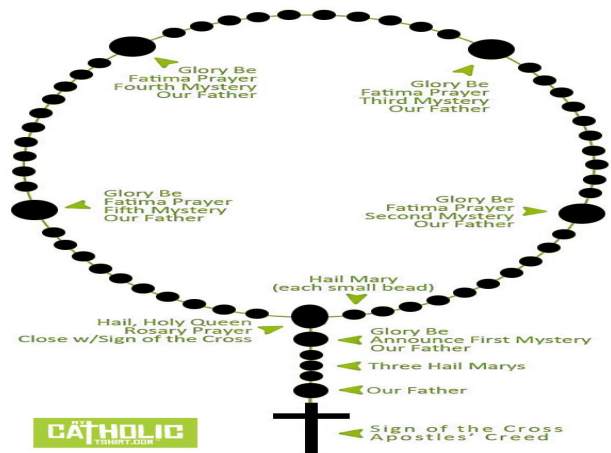 Glory Be
Fatima Prayer
Fourth Mystery
Our Father
Glory Be
Fatima Prayer
Third Mystery
Our Father
Glory Be
Fatima Prayer
Fifth Mystery
Our Father
Glory Be
Fatima Prayer
Second Mystery
Our Father
Hail Mary
(each small bead)
Hail, Holy Queen
Rosary Prayer
Close w/Sign of the Cross
Glory Be
Announce First Mystery
Our Father
Three Hail Marys
Our Father
Sign of the Cross
Apostles' Creed
MY
CATHOLIC
TSHIRT.COM